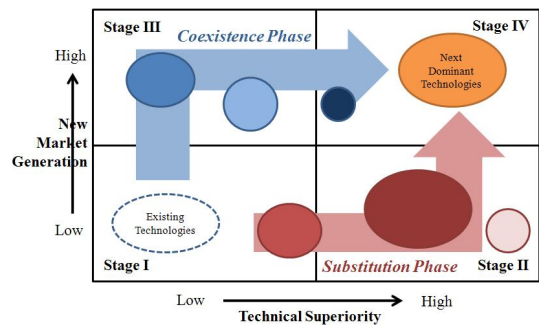 Stage III
Coexistence Phase
Stage IV
High
Next
Dominant
Technologies
New
Market
Generation
Existing
Technologies
Low
Stage I
Substitution Phase
Stage II
Low
High
Technical Superiority